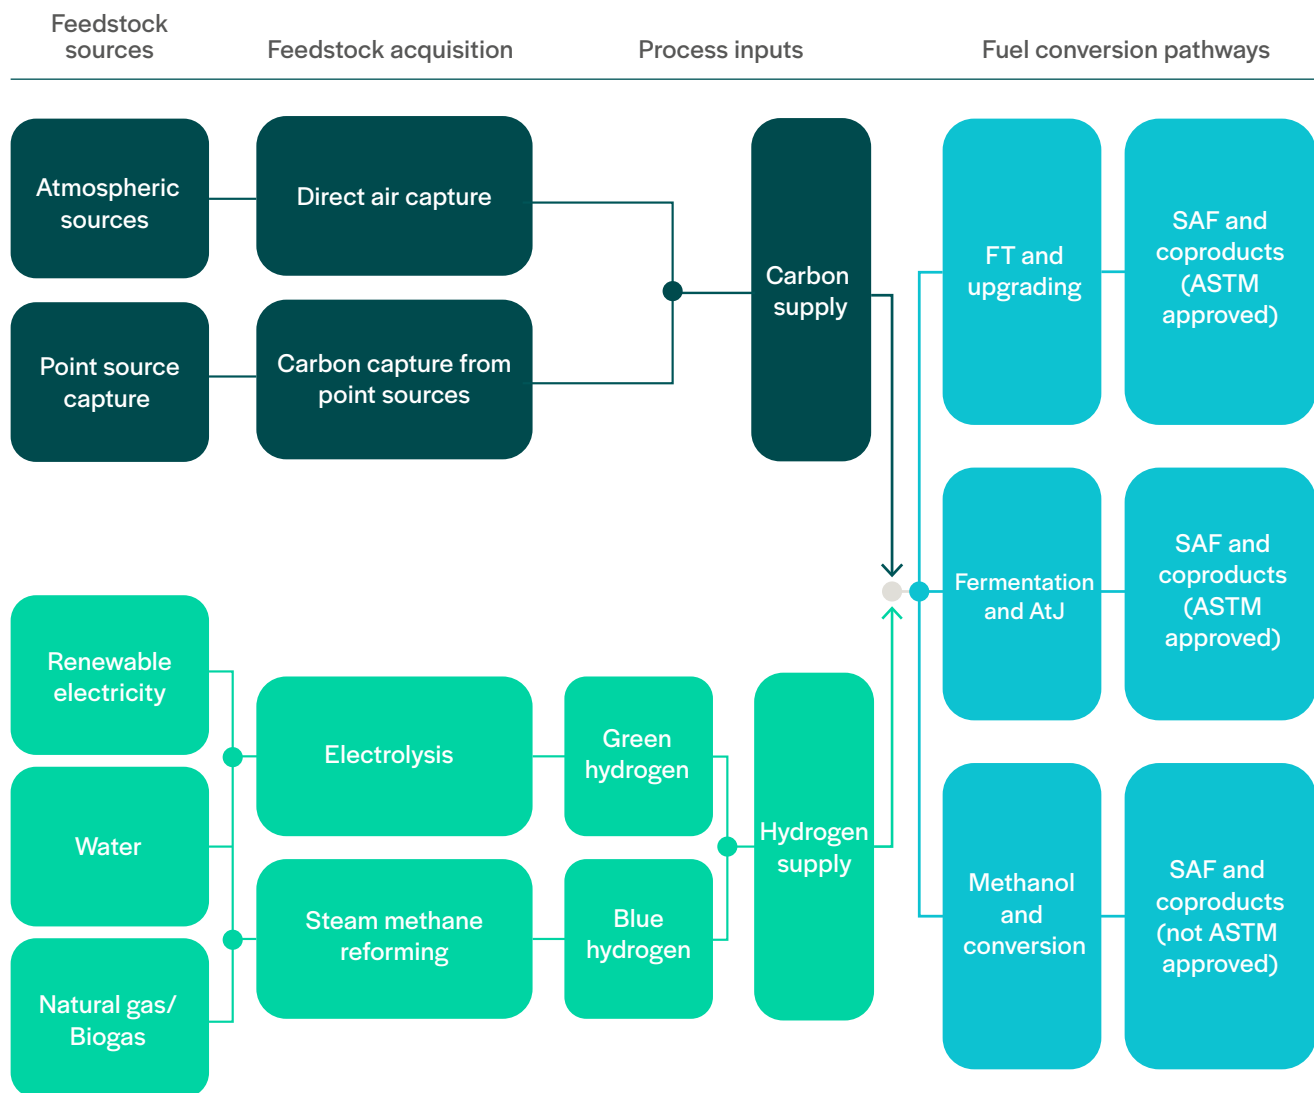 Feedstock
sources
Feedstock acquisition
Process inputs
Fuel conversion pathways
Atmospheric
sources
Direct air capture
Point source
capture
Carbon capture from
point sources
Carbon
supply
FT and
upgrading
SAF and
coproducts
(ASTM
approved)
Fermentation
and AtJ
SAF and
coproducts
(ASTM
approved)
Renewable
electricity
Water
Natural gas/
Biogas
Electrolysis
Steam methane
reforming
Green
hydrogen
Blue
hydrogen
Hydrogen
supply
Methanol
and
conversion
SAF and
coproducts
(not ASTM
approved)